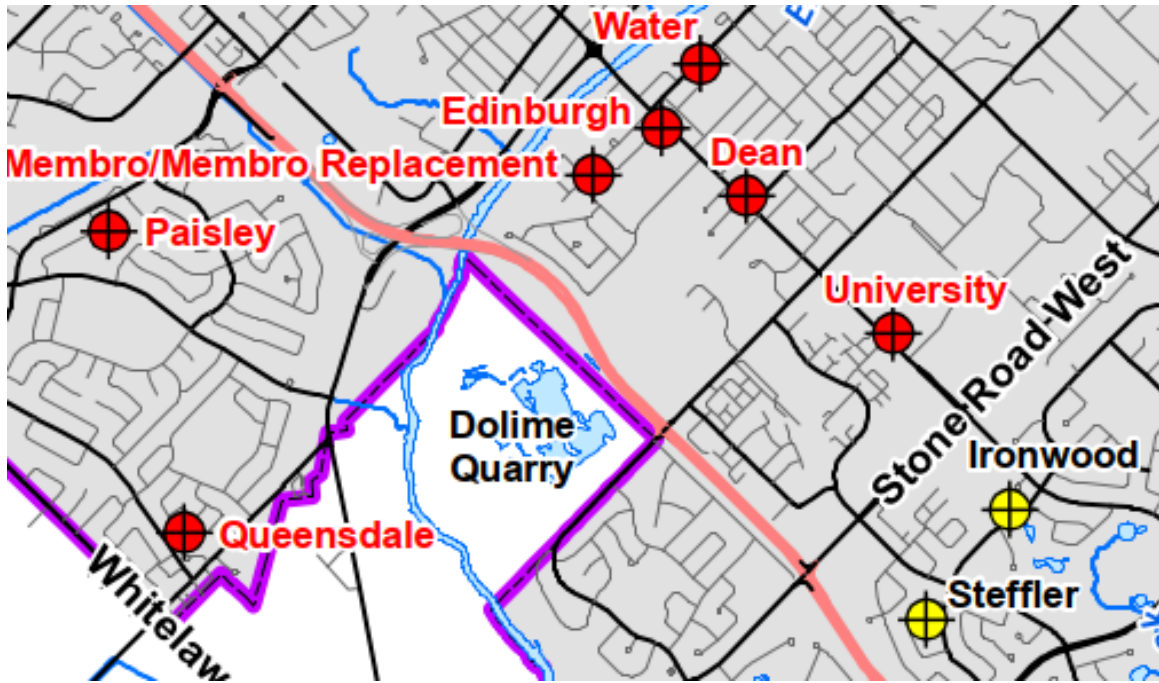 Water
Edinburgh
Membro/Membro Replacement
Dean
Paisley
University
Stone Road West
Dolime
Quarry
Ironwood
Queensdale
Steffler
Whitelaw